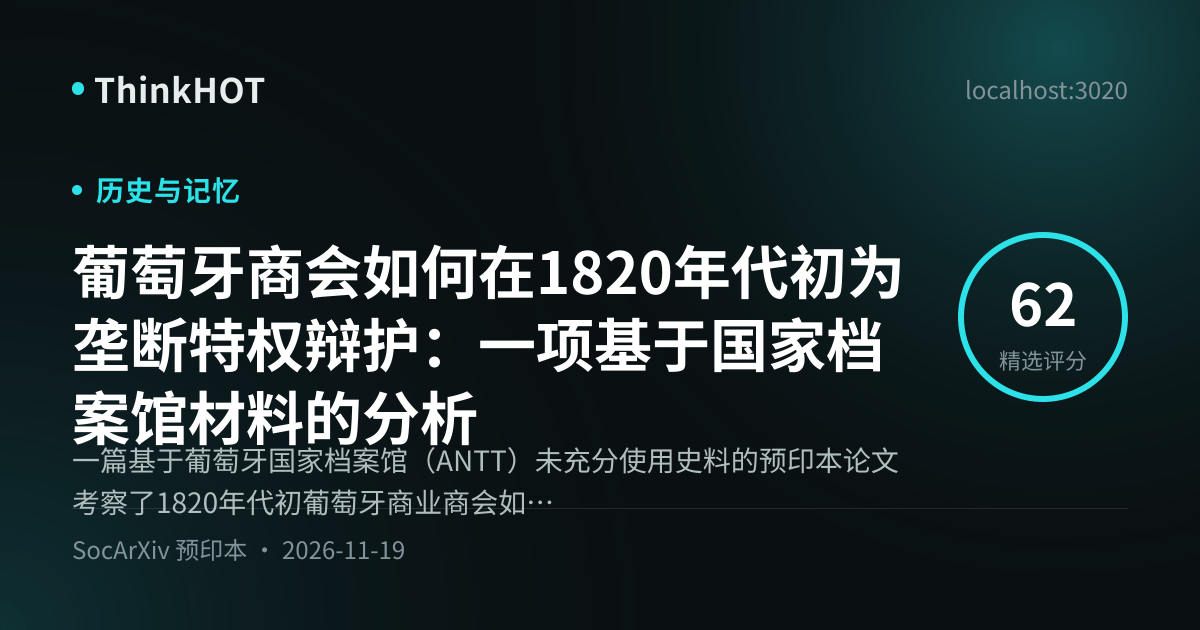 ThinkHOT
localhost:3020
历史与记忆
葡萄牙商会如何在1820年代初为
垄断特权辩护：一项基于国家档
案馆材料的分析
62
精选评分
一篇基于葡萄牙国家档案馆（ANTT）未充分使用史料的预印本论文
考察了1820年代初葡萄牙商业商会如…
SocArXiv 预印本 · 2026-11-19